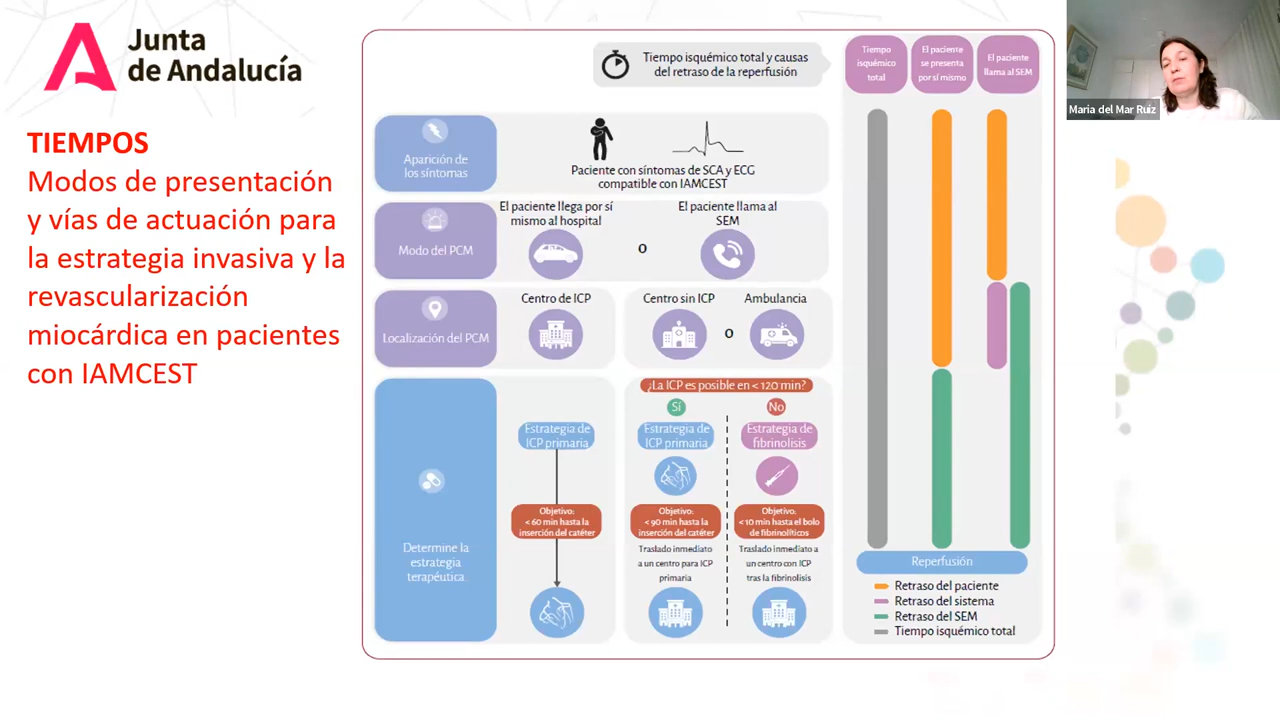 Junta
de Andalucía
TIEMPOS
Modos de presentación
y vías de actuación para
la estrategia invasiva y la
revascularización
miocárdica en pacientes
con IAMCEST
Tiempo isquémico total y causas
del retraso de la reperfusión
Tiempo
isquémico
total
El paciente
se presenta
por sí mismo
El paciente
llama al SEM
Aparición de
los síntomas
Paciente con síntomas de SCA y ECG
compatible con IAMCEST
Modo del PCM
El paciente llega por sí
mismo al hospital
o
El paciente llama al
SEM
Localización del PCM
Centro de ICP
Centro sin ICP
o
Ambulancia
Determine la
estrategia
terapéutica.
Estrategia de
ICP primaria
Objetivo:
< 60 min hasta la
inserción del catéter
¿La ICP es posible en < 120 min?
Sí
No
Estrategia de
ICP primaria
Estrategia de
fibrinolisis
Objetivo:
< 90 min hasta la
inserción del catéter
Objetivo:
< 10 min hasta el bolo
de fibrinolíticos
Traslado inmediato
a un centro para ICP
primaria
Traslado inmediato a
un centro con ICP
tras la fibrinolisis
Reperfusión
Retraso del paciente
Retraso del sistema
Retraso del SEM
Tiempo isquémico total
Maria del Mar Ruiz